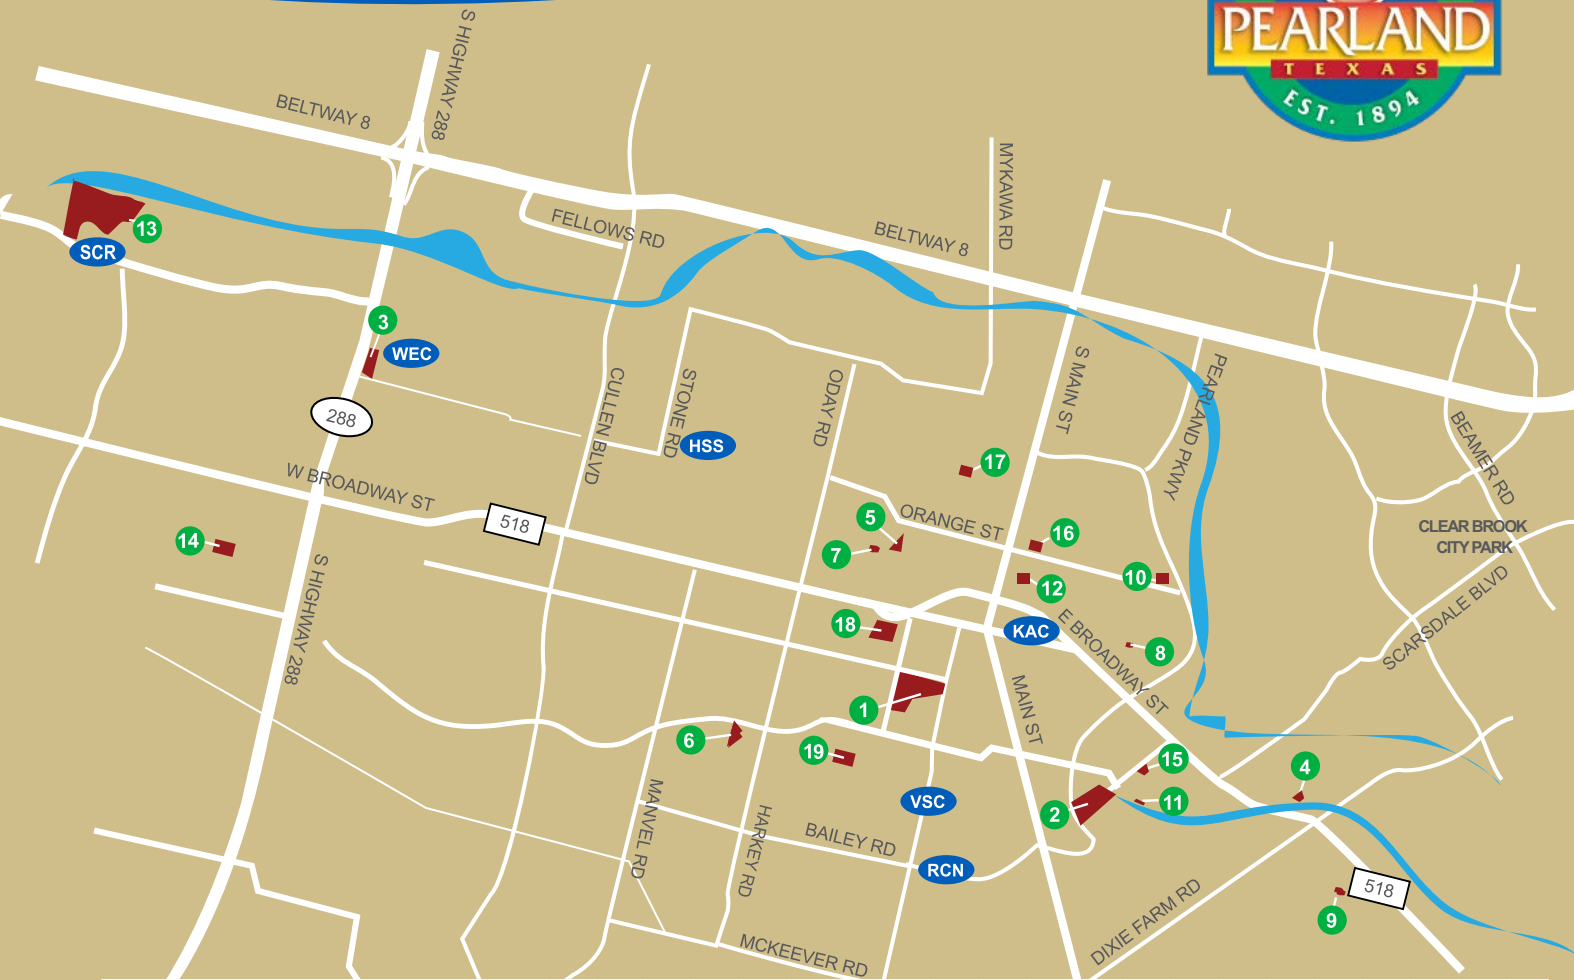 PEARLAND
TEXAS
EST. 1894
S HIGHWAY 288
BELTWAY 8
MYKAWA RD
FELLOWS RD
BELTWAY 8
13
SCR
3
WEC
288
CULLEN BLVD
STONE RD
HSS
ODAY RD
S MAIN ST
PEARLAND PKWY
BEAMER RD
17
W BROADWAY ST
518
14
5
ORANGE ST
7
16
10
12
CLEAR BROOK
CITY PARK
SCARSDALE BLVD
S HIGHWAY 288
18
KAC
E BROADWAY ST
8
1
MAIN ST
6
19
15
4
VSC
2
11
MANVEL RD
HARKEY RD
BAILEY RD
RCN
518
9
DIXIE FARM RD
MCKEEVER RD